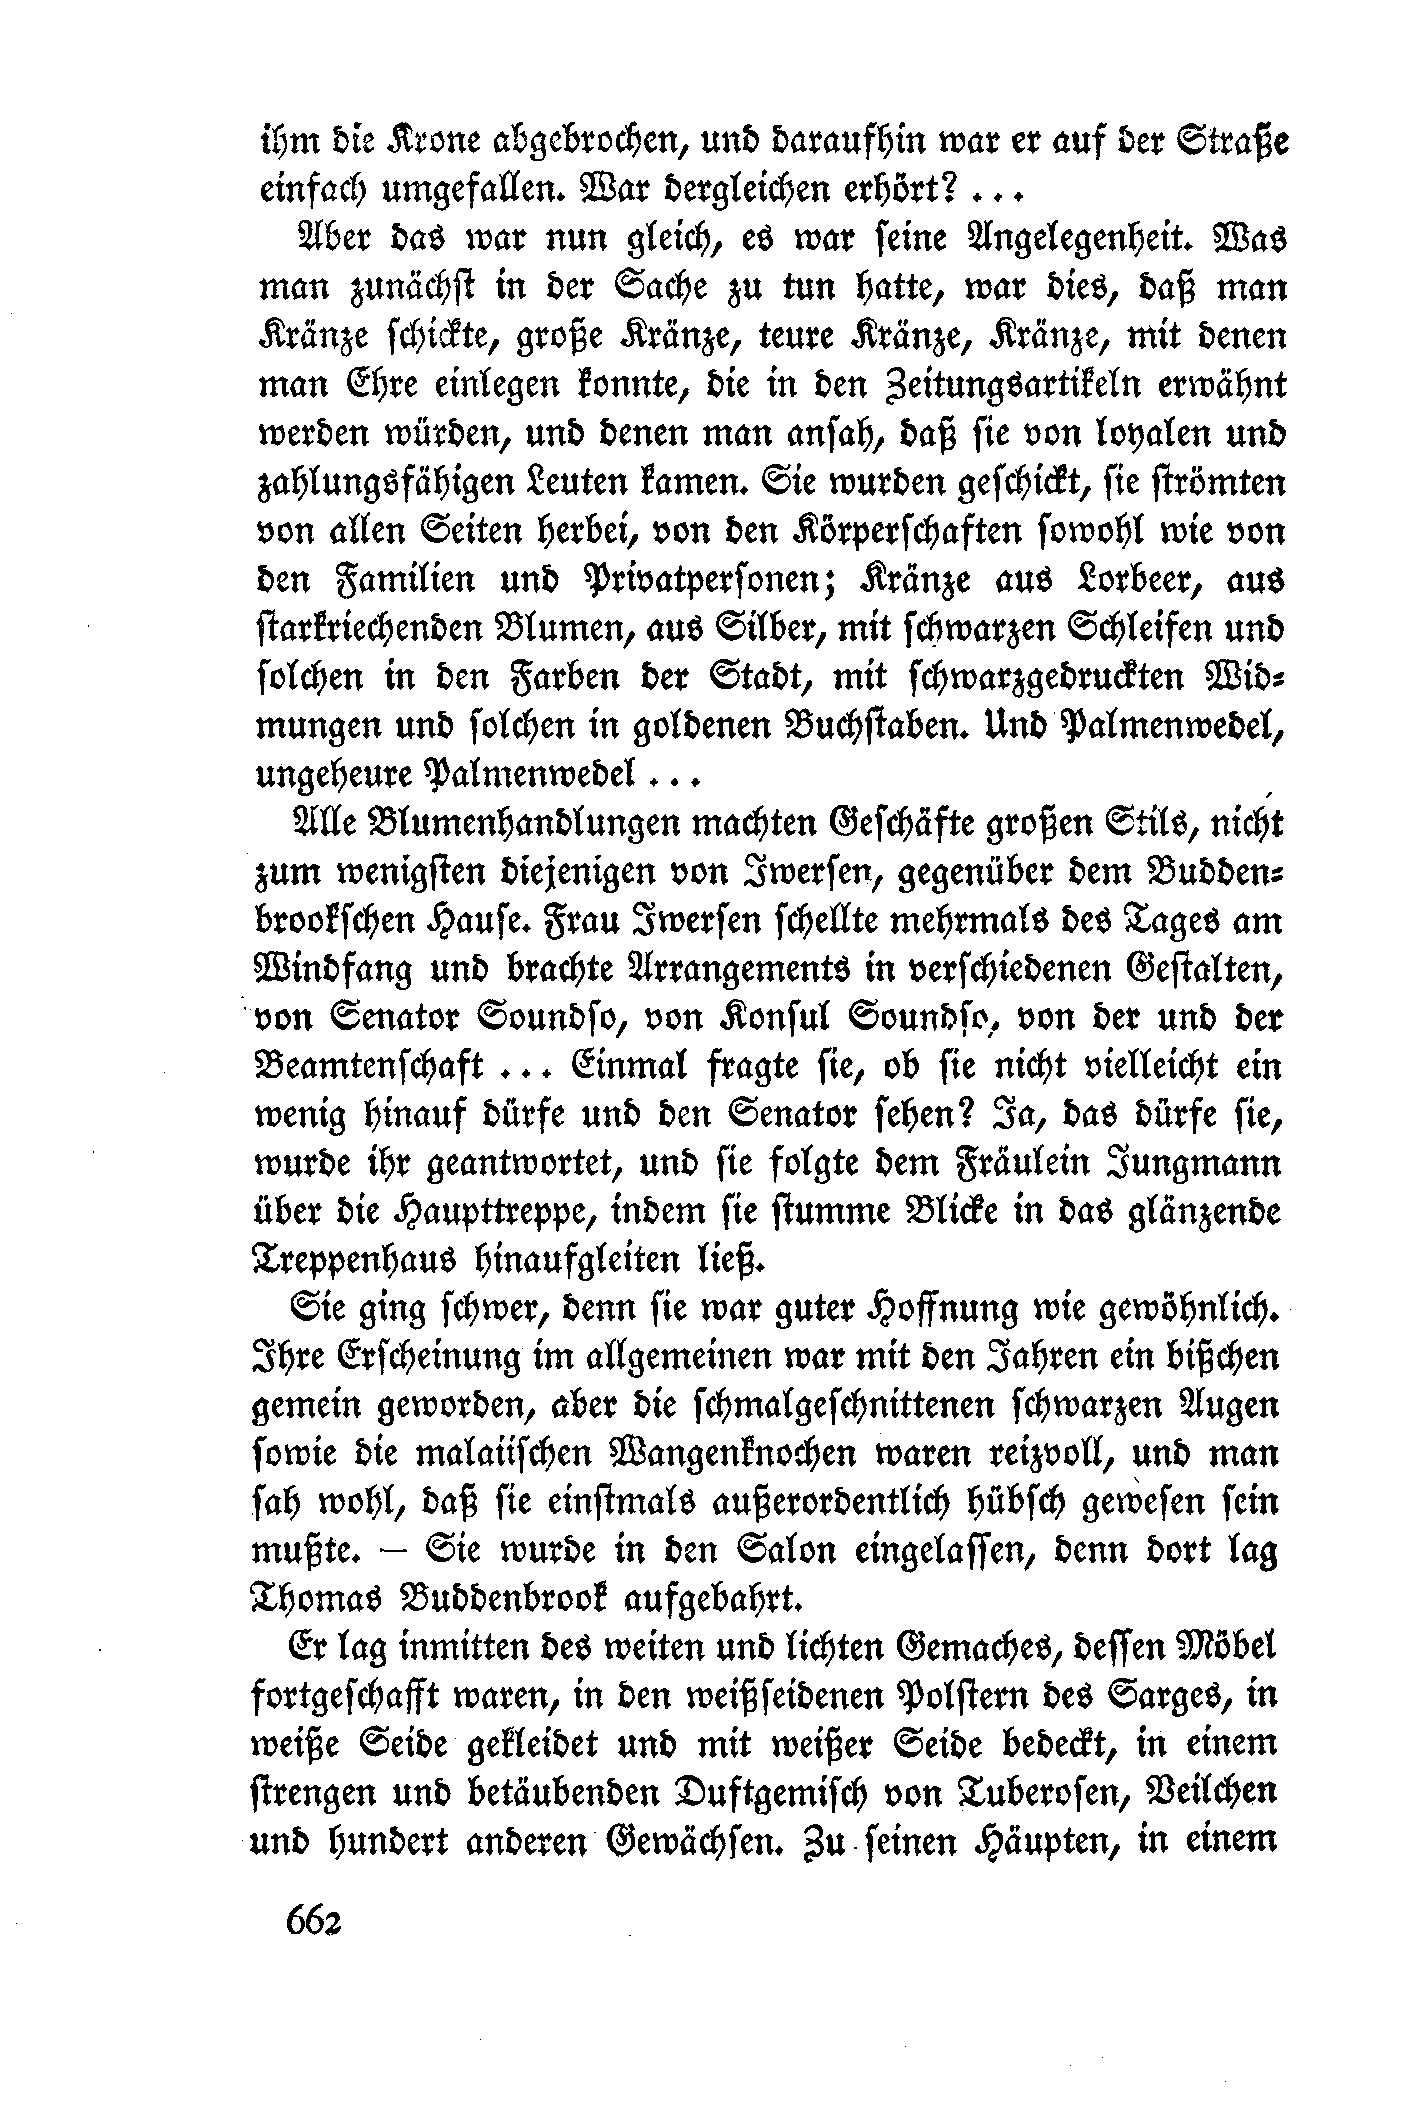 ihm die Krone abgebrochen, und daraufhin war er auf der Straße
einfach umgefallen. War dergleichen erhört? . . .
Aber das war nun gleich, es war seine Angelegenheit. Was
man zunächst in der Sache zu tun hatte, war dies, daß man
Kränze schickte, große Kränze, teure Kränze, Kränze, mit denen
man Ehre einlegen konnte, die in den Zeitungsartikeln erwähnt
werden würden, und denen man ansah, daß sie von loyalen und
zahlungsfähigen Leuten kamen. Sie wurden geschickt, sie strömten
von allen Seiten herbei, von den Körperschaften sowohl wie von
den Familien und Privatpersonen; Kränze aus Lorbeer, aus
starkriechenden Blumen, aus Silber, mit schwarzen Schleifen und
solchen in den Farben der Stadt, mit schwarzgedruckten Wid-
mungen und solchen in goldenen Buchstaben. Und Palmenwedel,
ungeheure Palmenwedel . . .
Alle Blumenhandlungen machten Geschäfte großen Stils, nicht
zum wenigsten diejenigen von Iwersen, gegenüber dem Budden-
brookschen Hause. Frau Iwersen schellte mehrmals des Tages am
Windfang und brachte Arrangements in verschiedenen Gestalten,
von Senator Soundso, von Konsul Soundso, von der und der
Beamtenschaft . . . Einmal fragte sie, ob sie nicht vielleicht ein
wenig hinauf dürfe und den Senator sehen? Ja, das dürfe sie,
wurde ihr geantwortet, und sie folgte dem Fräulein Jungmann
über die Haupttreppe, indem sie stumme Blicke in das glänzende
Treppenhaus hinaufgleiten ließ.
Sie ging schwer, denn sie war guter Hoffnung wie gewöhnlich.
Ihre Erscheinung im allgemeinen war mit den Jahren ein bißchen
gemein geworden, aber die schmalgeschnittenen schwarzen Augen
sowie die malaiischen Wangenknochen waren reizvoll, und man
sah wohl, daß sie einstmals außerordentlich hübsch gewesen sein
mußte. — Sie wurde in den Salon eingelassen, denn dort lag
Thomas Buddenbrook aufgebahrt.
Er lag inmitten des weiten und lichten Gemaches, dessen Möbel
fortgeschafft waren, in den weißseidenen Polstern des Sarges, in
weiße Seide gekleidet und mit weißer Seide bedeckt, in einem
strengen und betäubenden Duftgemisch von Tuberosen, Veilchen
und hundert anderen Gewächsen. Zu seinen Häupten, in einem
662